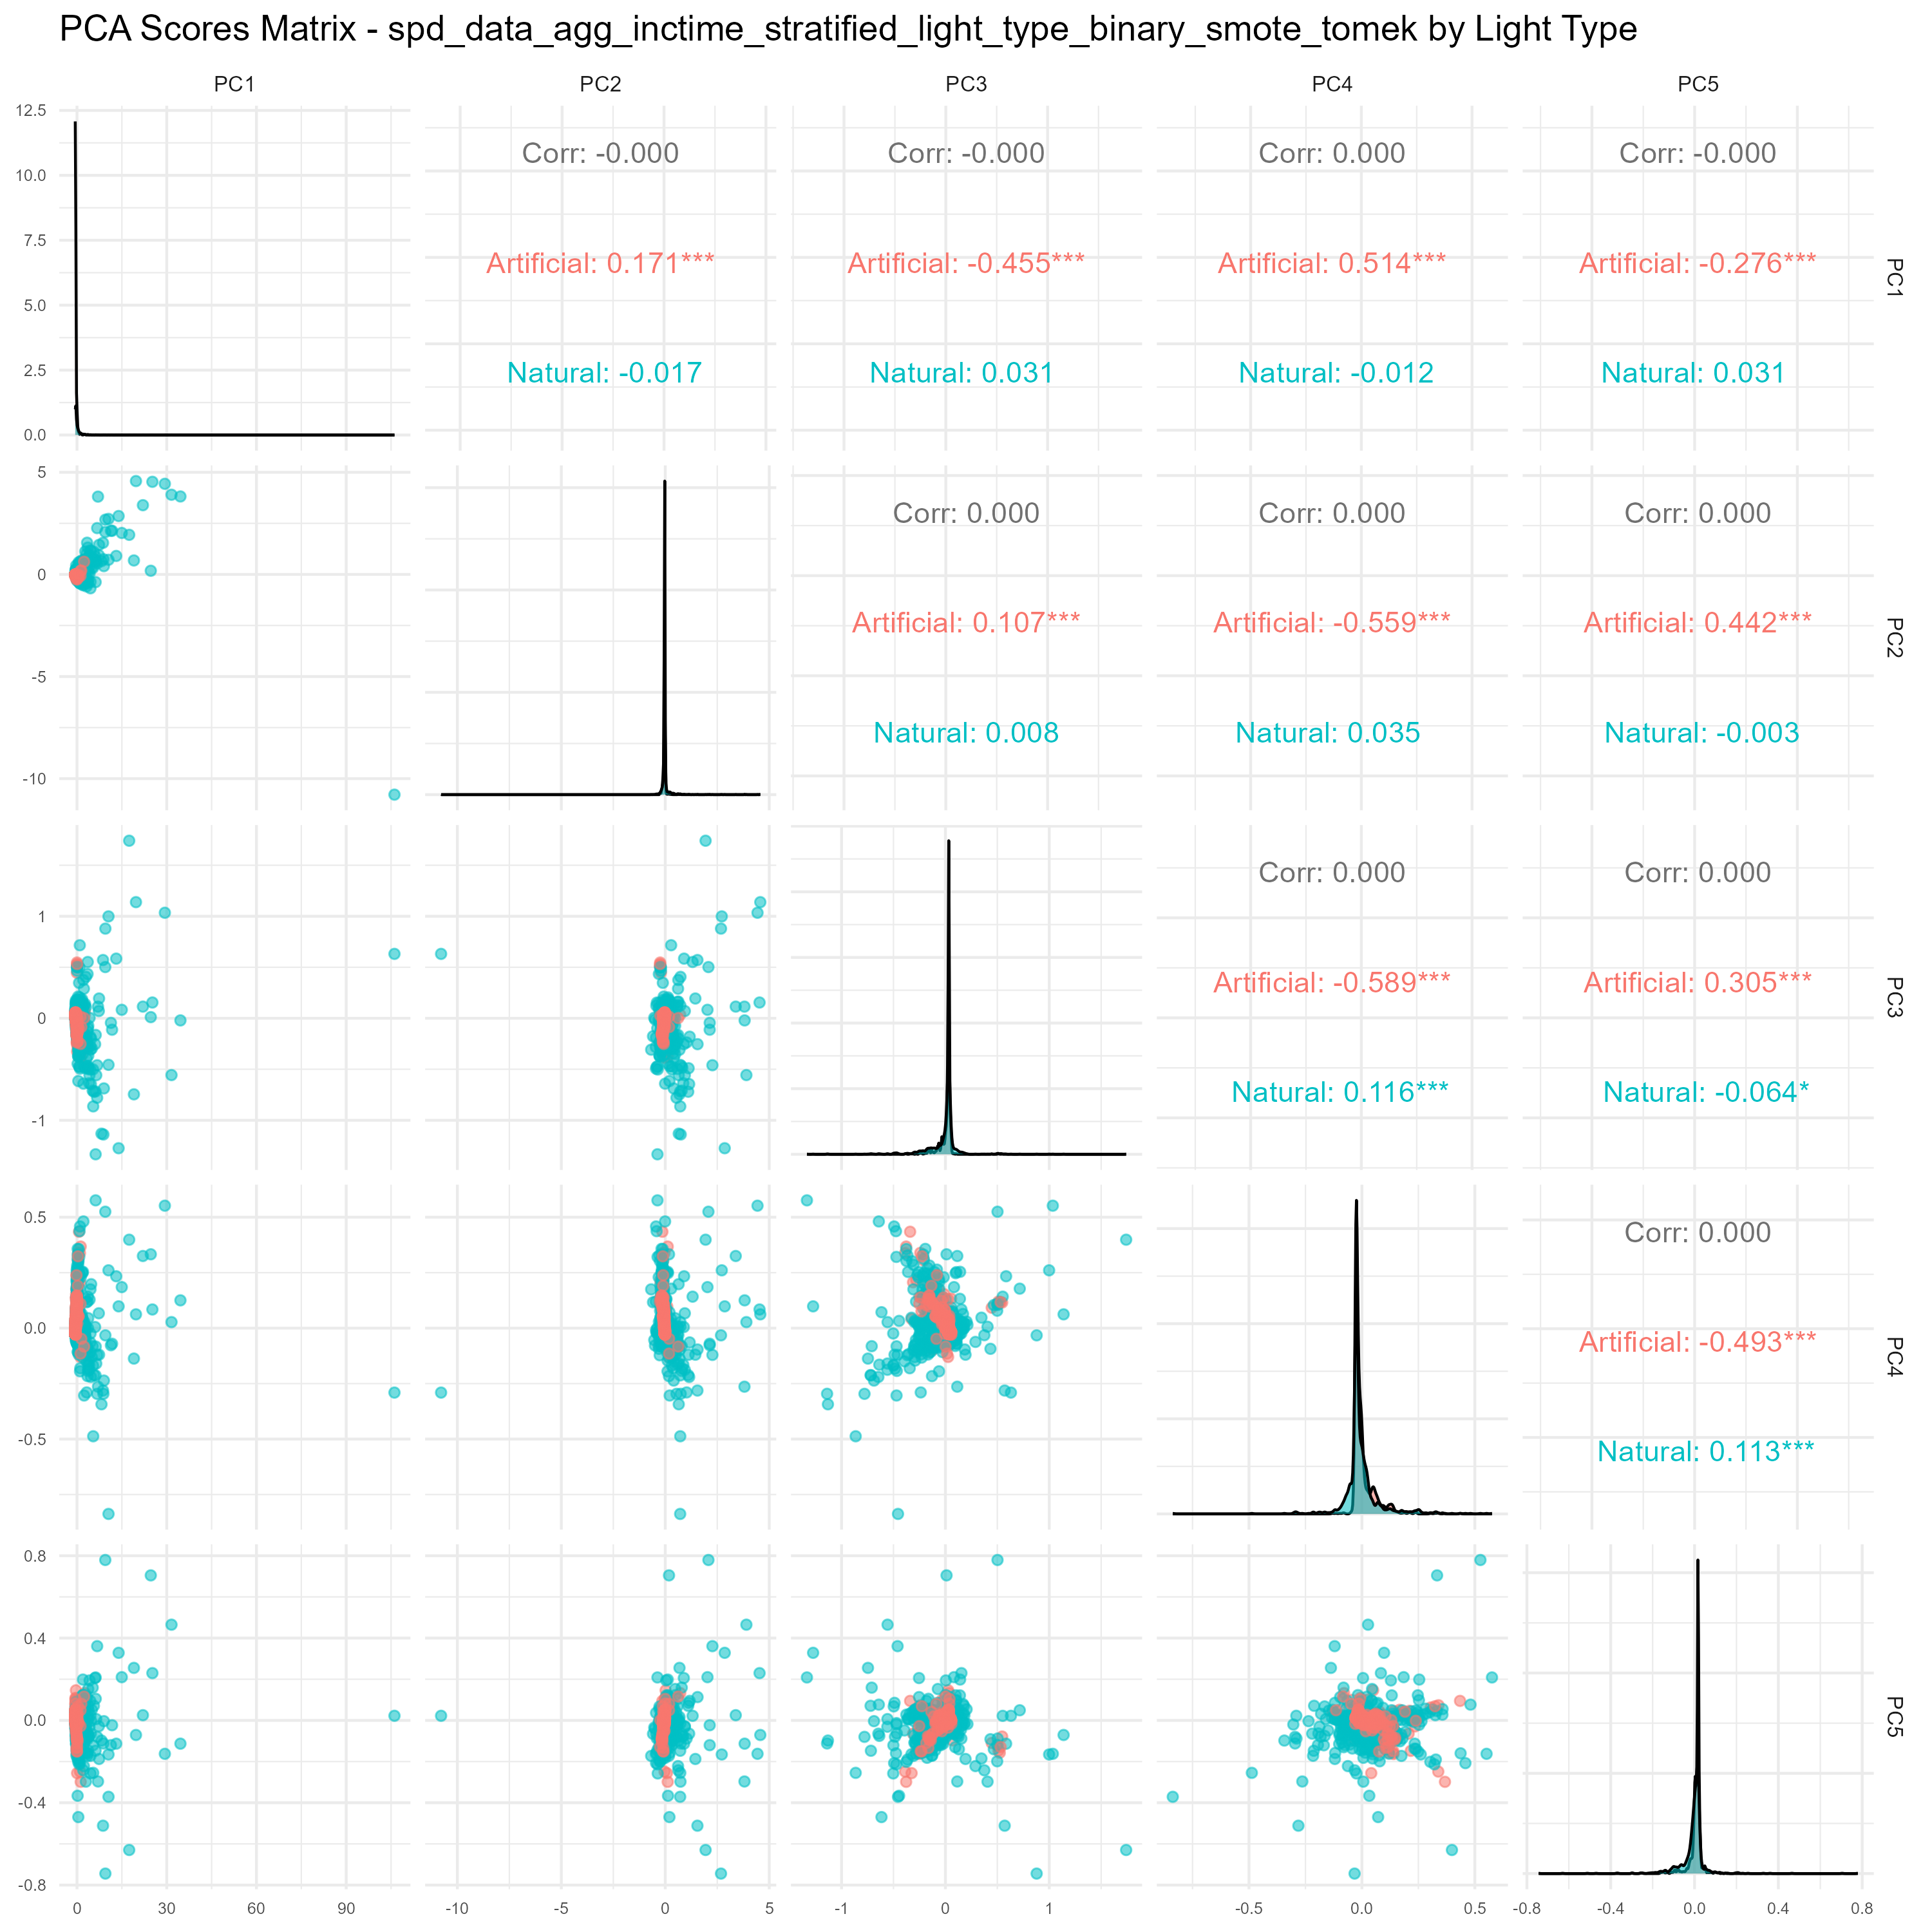 PCA Scores Matrix - spd_data_agg_inctime_stratified_light_type_binary_smote_tomek by Light Type
PC1 PC2 PC3 PC4 PC5
12.5
10.0
7.5
5.0
2.5
0.0
Corr: -0.000
Artificial: 0.171***
Natural: -0.017
Corr: -0.000
Artificial: -0.455***
Natural: 0.031
Corr: 0.000
Artificial: 0.514***
Natural: -0.012
Corr: -0.000
Artificial: -0.276***
Natural: 0.031
PC1
5
0
-5
-10
Corr: 0.000
Artificial: 0.107***
Natural: 0.008
Corr: 0.000
Artificial: -0.559***
Natural: 0.035
Corr: 0.000
Artificial: 0.442***
Natural: -0.003
PC2
1
0
-1
Corr: 0.000
Artificial: -0.589***
Natural: 0.116***
Corr: 0.000
Artificial: 0.305***
Natural: -0.064*
PC3
0.5
0.0
-0.5
Corr: 0.000
Artificial: -0.493***
Natural: 0.113***
PC4
0.8
0.4
0.0
-0.4
-0.8
PC5
0 30 60 90
-10 -5 0 5
-1 0 1
-0.5 0.0 0.5
-0.8 -0.4 0.0 0.4 0.8